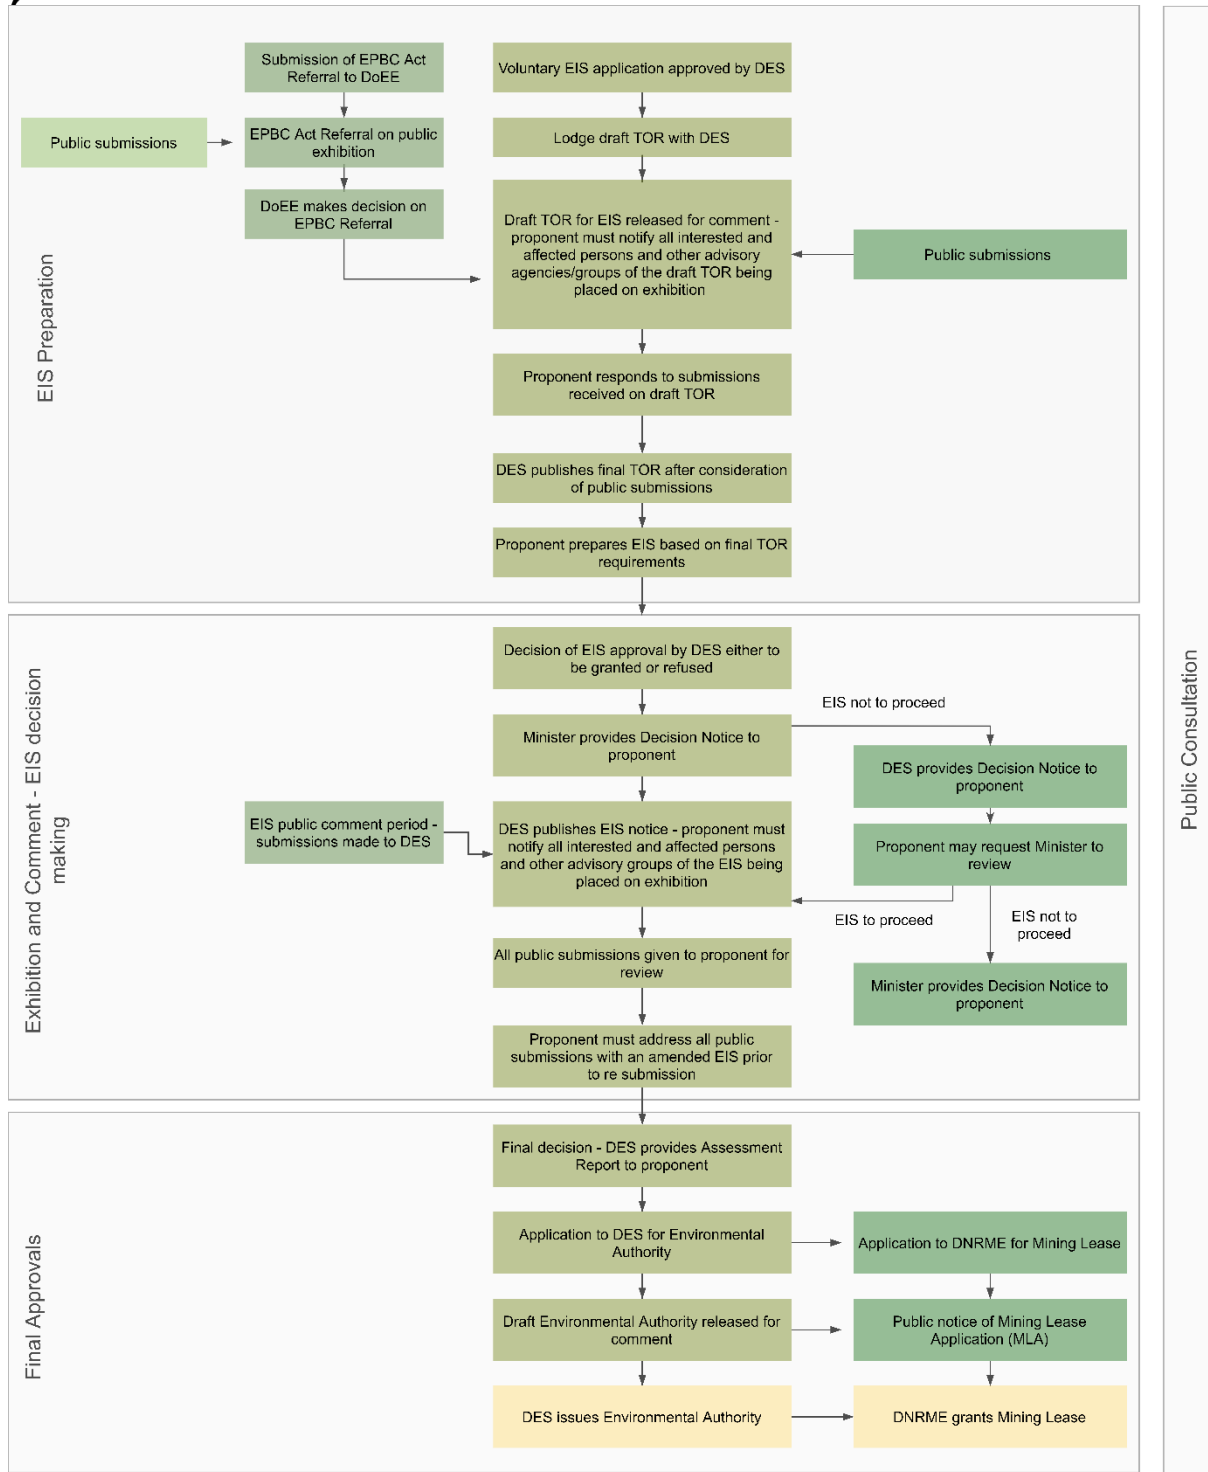 Submission of EPBC Act
Referral to DoEE
Voluntary EIS application approved by DES
Public submissions
EPBC Act Referral on public
exhibition
Lodge draft TOR with DES
DoEE makes decision on
EPBC Referral
Draft TOR for EIS released for comment -
proponent must notify all interested and
affected persons and other advisory
agencies/groups of the draft TOR being
placed on exhibition
Public submissions
EIS Preparation
Proponent responds to submissions
received on draft TOR
DES publishes final TOR after consideration
of public submissions
Proponent prepares EIS based on final TOR
requirements
Public Consultation
Exhibition and Comment - EIS decision
making
Decision of EIS approval by DES either to
be granted or refused
EIS not to proceed
Minister provides Decision Notice to
proponent
DES provides Decision Notice to
proponent
EIS public comment period -
submissions made to DES
DES publishes EIS notice - proponent must
notify all interested and affected persons
and other advisory groups of the EIS being
placed on exhibition
Proponent may request Minister to
review
EIS to proceed
EIS not to
proceed
All public submissions given to proponent for
review
Minister provides Decision Notice to
proponent
Proponent must address all public
submissions with an amended EIS prior
to re submission
Final Approvals
Final decision - DES provides Assessment
Report to proponent
Application to DES for Environmental
Authority
Application to DNRME for Mining Lease
Draft Environmental Authority released for
comment
Public notice of Mining Lease
Application (MLA)
DES issues Environmental Authority
DNRME grants Mining Lease